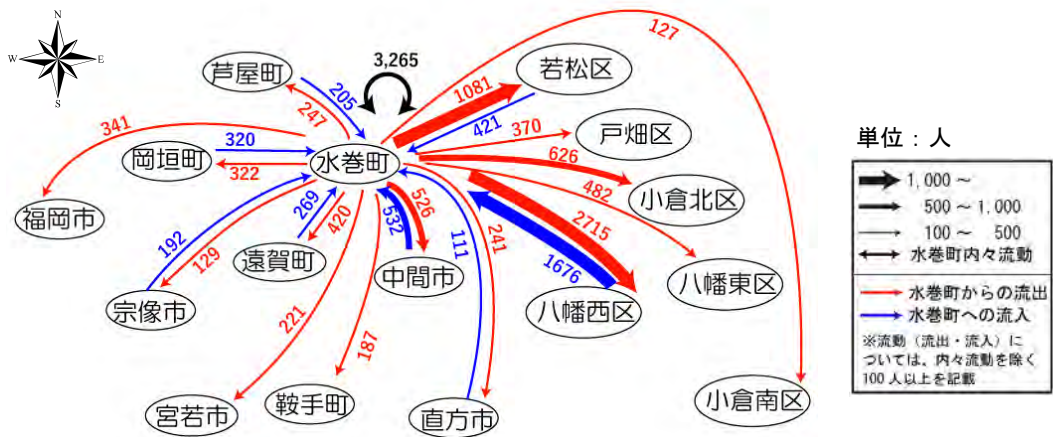 N
W
E
S
芦屋町
205
247
3,265
1081
421
若松区
127
370
戸畑区
341
岡垣町
320
322
水巻町
626
小倉北区
482
福岡市
192
129
269
420
遠賀町
526
532
中間市
111
241
2715
1676
八幡東区
宗像市
八幡西区
221
187
宮若市
鞍手町
直方市
小倉南区
単位：人
1,000 ～
500 ～ 1,000
100 ～ 500
水巻町内々流動
水巻町からの流出
水巻町への流入
※流動（流出・流入）に
ついては、内々流動を除く
100人以上を記載